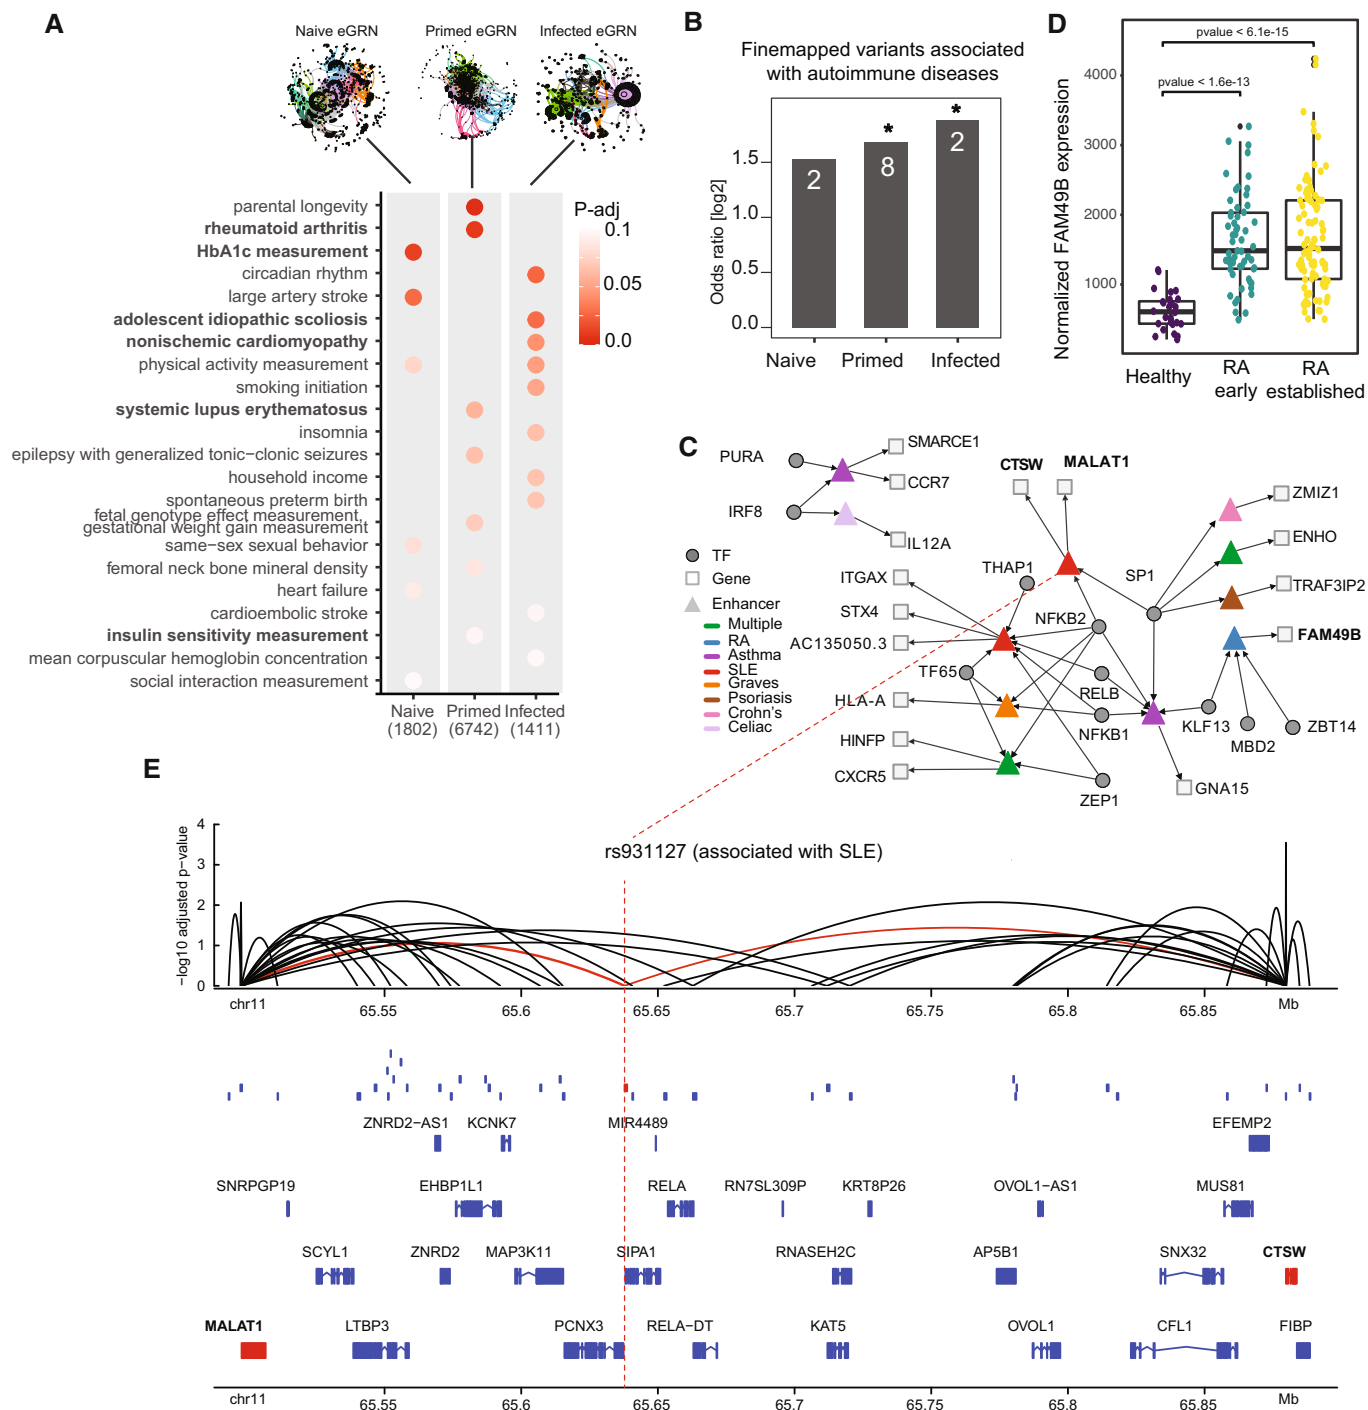 A
Naive eGRN
Primed eGRN
Infected eGRN
parental longevity
rheumatoid arthritis
HbA1c measurement
circadian rhythm
large artery stroke
adolescent idiopathic scoliosis
nonischemic cardiomyopathy
physical activity measurement
smoking initiation
systemic lupus erythematosus
insomnia
epilepsy with generalized tonic-clonic seizures
household income
spontaneous preterm birth
fetal genotype effect measurement,
gestational weight gain measurement
same-sex sexual behavior
femoral neck bone mineral density
heart failure
cardioembolic stroke
insulin sensitivity measurement
mean corpuscular hemoglobin concentration
social interaction measurement
Naive Primed Infected
(1802) (6742) (1411)
P-adj
0.1
0.05
0.0
B
Finemapped variants associated
with autoimmune diseases
Odds ratio [log2]
1.5
1.0
0.5
0.0
2
*
8
*
2
Naive Primed Infected
D
Normalized FAM49B expression
4000
3000
2000
1000
pvalue < 6.1e-15
pvalue < 1.6e-13
Healthy
RA
early
RA
established
C
PURA
IRF8
SMARCE1
CCR7
IL12A
TF
Gene
Enhancer
Multiple
RA
Asthma
SLE
Graves
Psoriasis
Crohn's
Celiac
CTSW
MALAT1
ITGAX
STX4
AC135050.3
HLA-A
HINFP
CXCR5
THAP1
NFKB2
TF65
RELB
NFKB1
ZEP1
SP1
ZMIZ1
ENHO
TRAF3IP2
FAM49B
KLF13
MBD2
ZBT14
GNA15
E
rs931127 (associated with SLE)
−log10 adjusted p−value
4
3
2
1
0
chr11 65.55 65.6 65.65 65.7 65.75 65.8 65.85 Mb
ZNRD2−AS1 KCNK7 MIR4489 EFEMP2
SNRPGP19 EHBP1L1 RELA RN7SL309P KRT8P26 OVOL1−AS1 MUS81
SCYL1 ZNRD2 MAP3K11 SIPA1 RNASEH2C AP5B1 SNX32 CTSW
MALAT1 LTBP3 PCNX3 RELA−DT KAT5 OVOL1 CFL1 FIBP
chr11 65.55 65.6 65.65 65.7 65.75 65.8 65.85 Mb